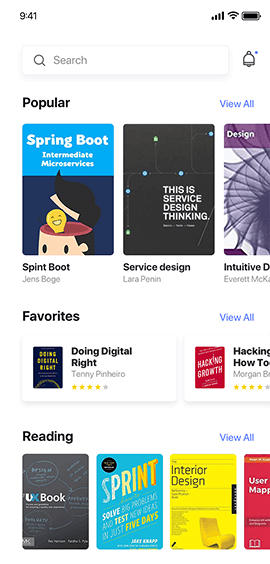 9:41
Search
Popular
View All
Spring Boot
Intermediate
Microservices
THIS IS
SERVICE
DESIGN
THINKING.
Design
Spint Boot
Jens Boge
Service design
Lara Penin
Intuitive D
Everett McKa
Favorites
View All
DOING
DIGITAL
RIGHT
Doing Digital
Right
Tenny Pinheiro
HACKING
GROWTH
Hacking
How To
Morgan Br
Reading
View All
UX Book
SPRINT
SOLVE BIG PROBLEMS
AND TEST NEW IDEAS
IN JUST FIVE DAYS
JAKE KNAPP
Interior
Design
User
Mapp